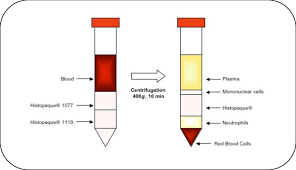 Blood
Histopaque® 1077
Histopaque® 1119
Centrifugation
400g, 10 min
Plasma
Mononuclear cells
Histopaque®
Neutrophils
Red Blood Cells